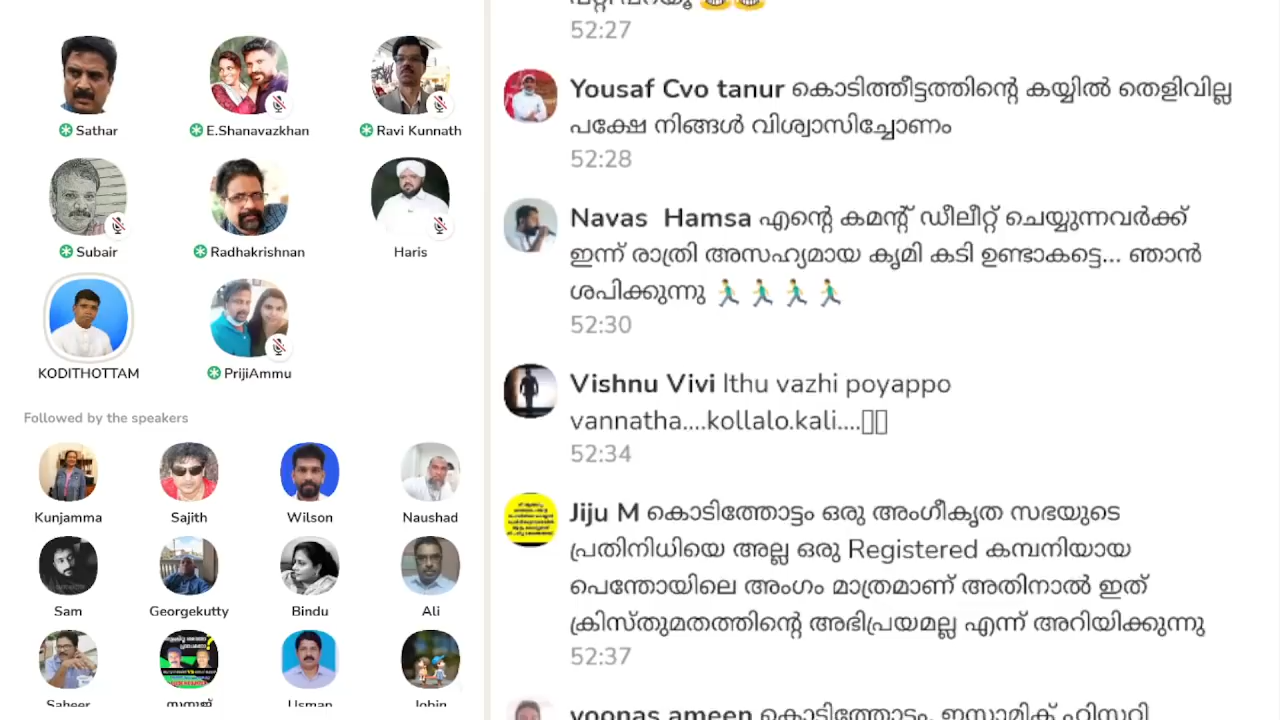 Sathar
E.Shanavazkhan
Ravi Kunnath
Subair
Radhakrishnan
Haris
KODITHOTTAM
PrijiAmmu
Followed by the speakers
Kunjamma
Sajith
Wilson
Naushad
Sam
Georgekutty
Bindu
Ali
Saheer
Usman
Jobin
52:27
Yousaf Cvo tanur കൊടിത്തീട്ടത്തിന്റെ കയ്യിൽ തെളിവില്ല
പക്ഷേ നിങ്ങൾ വിശ്വാസിച്ചോണം
52:28
Navas Hamsa എന്റെ കമന്റ് ഡീലീറ്റ് ചെയ്യുന്നവർക്ക്
ഇന്ന് രാത്രി അസഹ്യമായ കൃമി കടി ഉണ്ടാകട്ടെ... ഞാൻ
ശപിക്കുന്നു 🏃‍♂️🏃‍♂️🏃‍♂️🏃‍♂️
52:30
Vishnu Vivi Ithu vazhi poyappo
vannatha....kollalo.kali....
52:34
Jiju M കൊടിത്തോട്ടം ഒരു അംഗീകൃത സഭയുടെ
പ്രതിനിധിയെ അല്ല ഒരു Registered കമ്പനിയായ
പെന്തോയിലെ അംഗം മാത്രമാണ് അതിനാൽ ഇത്
ക്രിസ്തുമതത്തിന്റെ അഭിപ്രയമല്ല എന്ന് അറിയിക്കുന്നു
52:37
yoonas ameen കൊടിത്തോട്ടം, ഇസ്ലാമിക് ഹിസ്റ്ററി